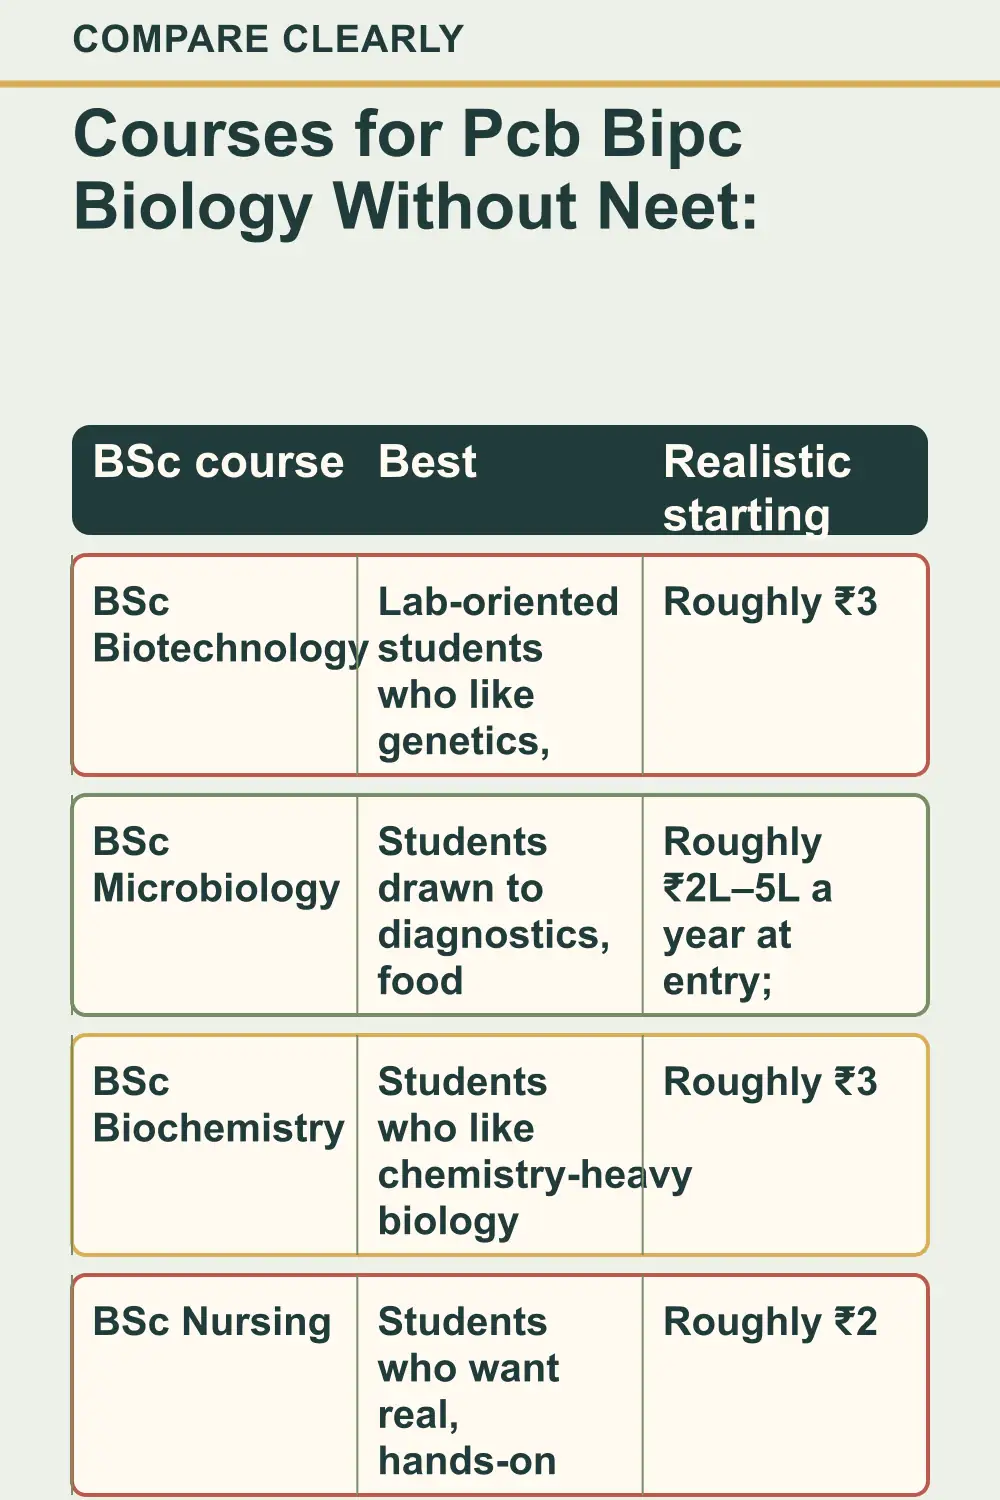 COMPARE CLEARLY
Courses for Pcb Bipc
Biology Without Neet:
BSc course
Best
Realistic
starting
BSc
Biotechnology
Lab-oriented
students
who like
genetics,
Roughly ₹3
BSc
Microbiology
Students
drawn to
diagnostics,
food
Roughly
₹2L–5L a
year at
entry;
BSc
Biochemistry
Students
who like
chemistry-heavy
biology
Roughly ₹3
BSc Nursing
Students
who want
real,
hands-on
Roughly ₹2